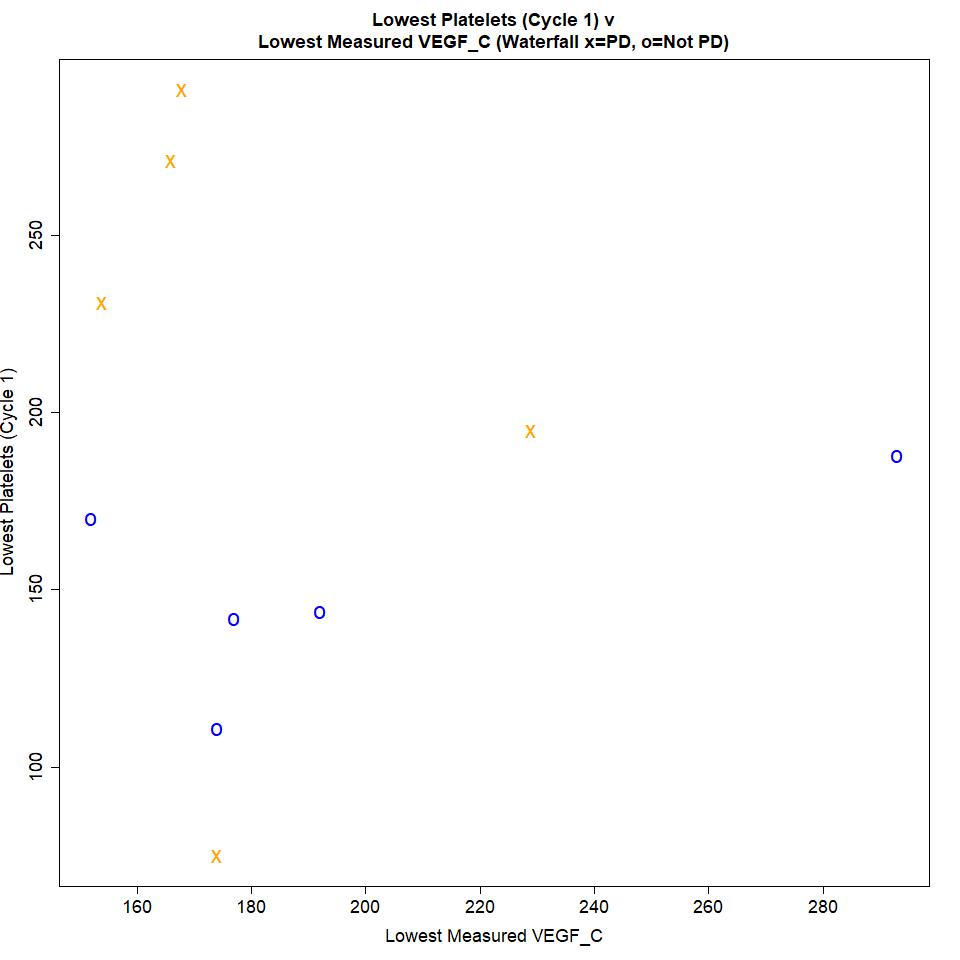 Lowest Platelets (Cycle 1) v
Lowest Measured VEGF_C (Waterfall x=PD, o=Not PD)
Lowest Platelets (Cycle 1)
250
200
150
100
X
X
X
X
O
O
O
O
O
X
160
180
200
220
240
260
280
Lowest Measured VEGF_C